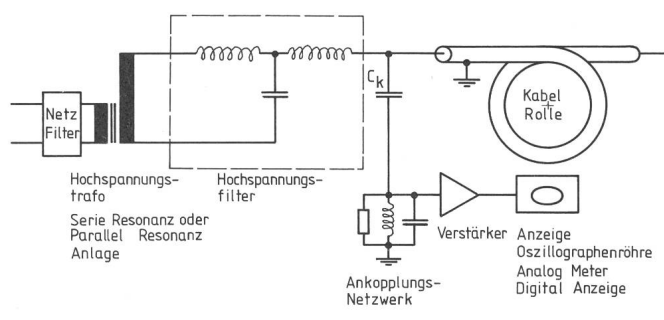 Netz
Filter
C_k
Kabel
Rolle
Hochspannungs-
trafo
Serie Resonanz oder
Parallel Resonanz
Anlage
Hochspannungs-
filter
Verstärker
Anzeige
Oszillographenröhre
Analog Meter
Digital Anzeige
Ankopplungs-
Netzwerk